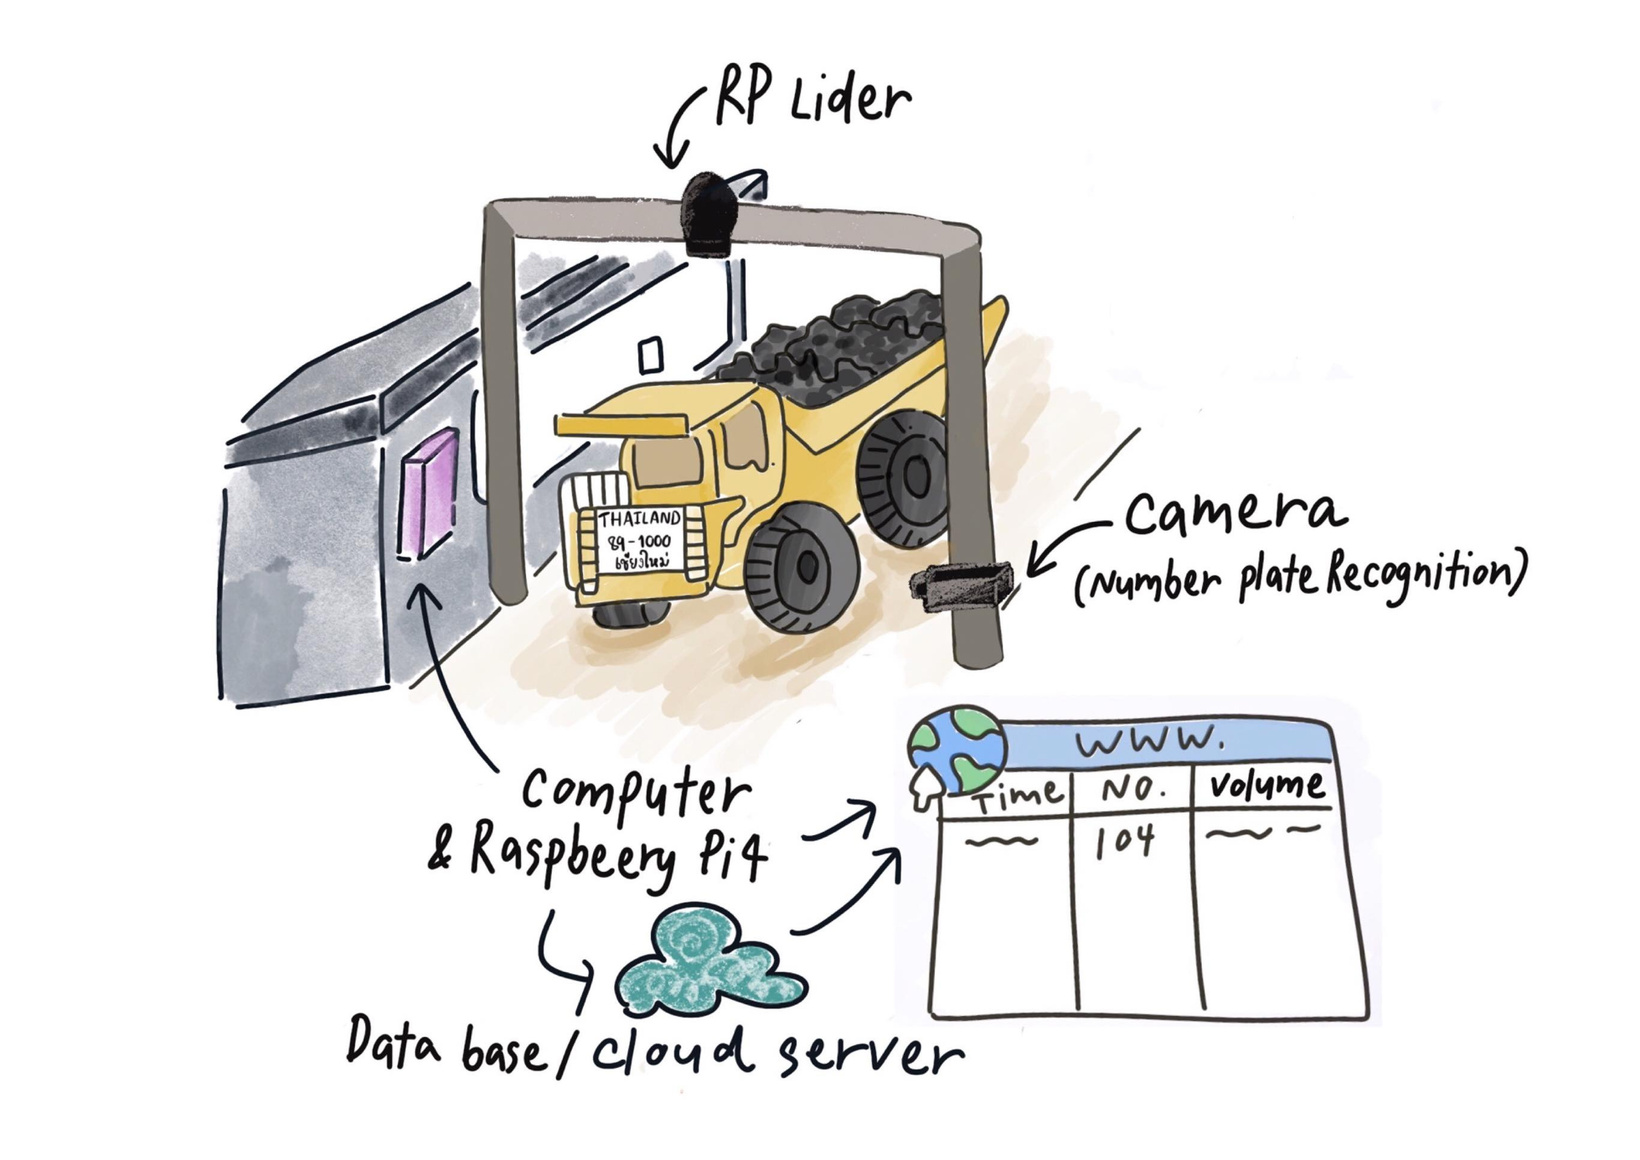 RP Lider
THAILAND
89-1000
เชียงใหม่
Camera
(Number plate Recognition)
Computer
& Raspbeery Pi4
Data base/cloud server
WWW.
Time NO. Volume
104